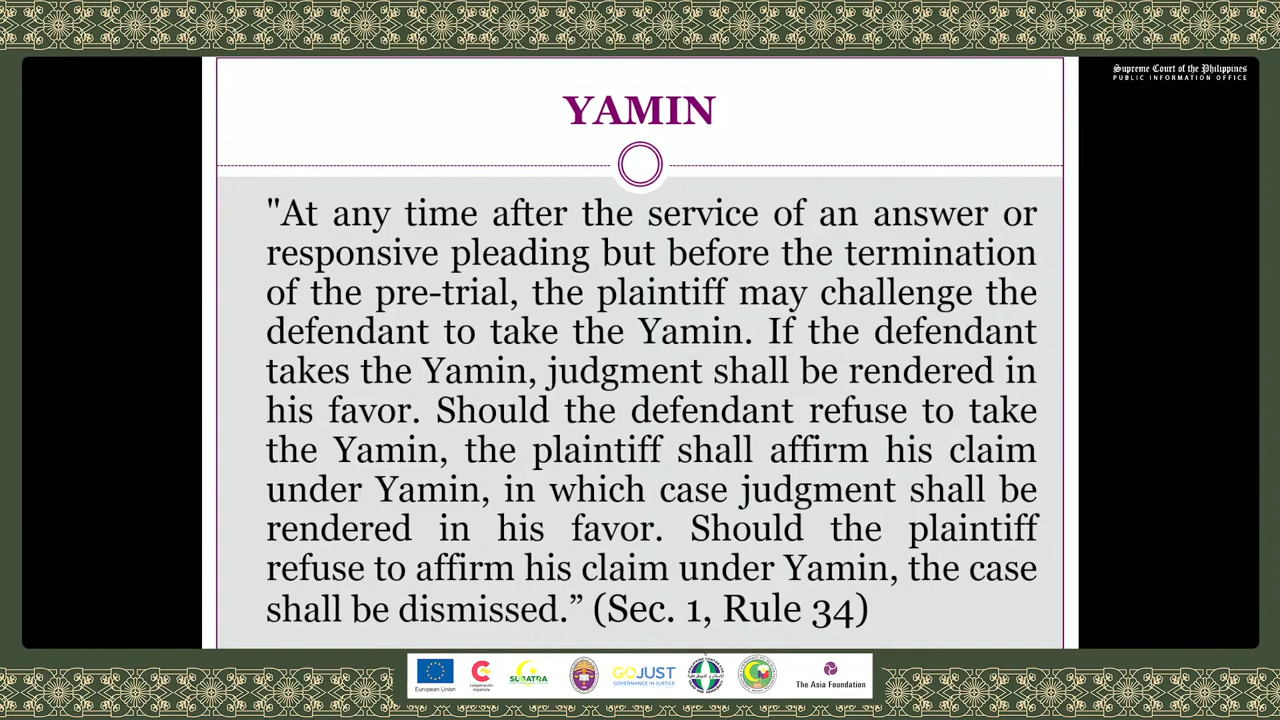 Supreme Court of the Philippines
PUBLIC INFORMATION OFFICE
YAMIN
"At any time after the service of an answer or
responsive pleading but before the termination
of the pre-trial, the plaintiff may challenge the
defendant to take the Yamin. If the defendant
takes the Yamin, judgment shall be rendered in
his favor. Should the defendant refuse to take
the Yamin, the plaintiff shall affirm his claim
under Yamin, in which case judgment shall be
rendered in his favor. Should the plaintiff
refuse to affirm his claim under Yamin, the case
shall be dismissed.” (Sec. 1, Rule 34)
European Union
cooperación
española
SUBATRA
GOJUST
GOVERNANCE IN JUSTICE
The Asia Foundation